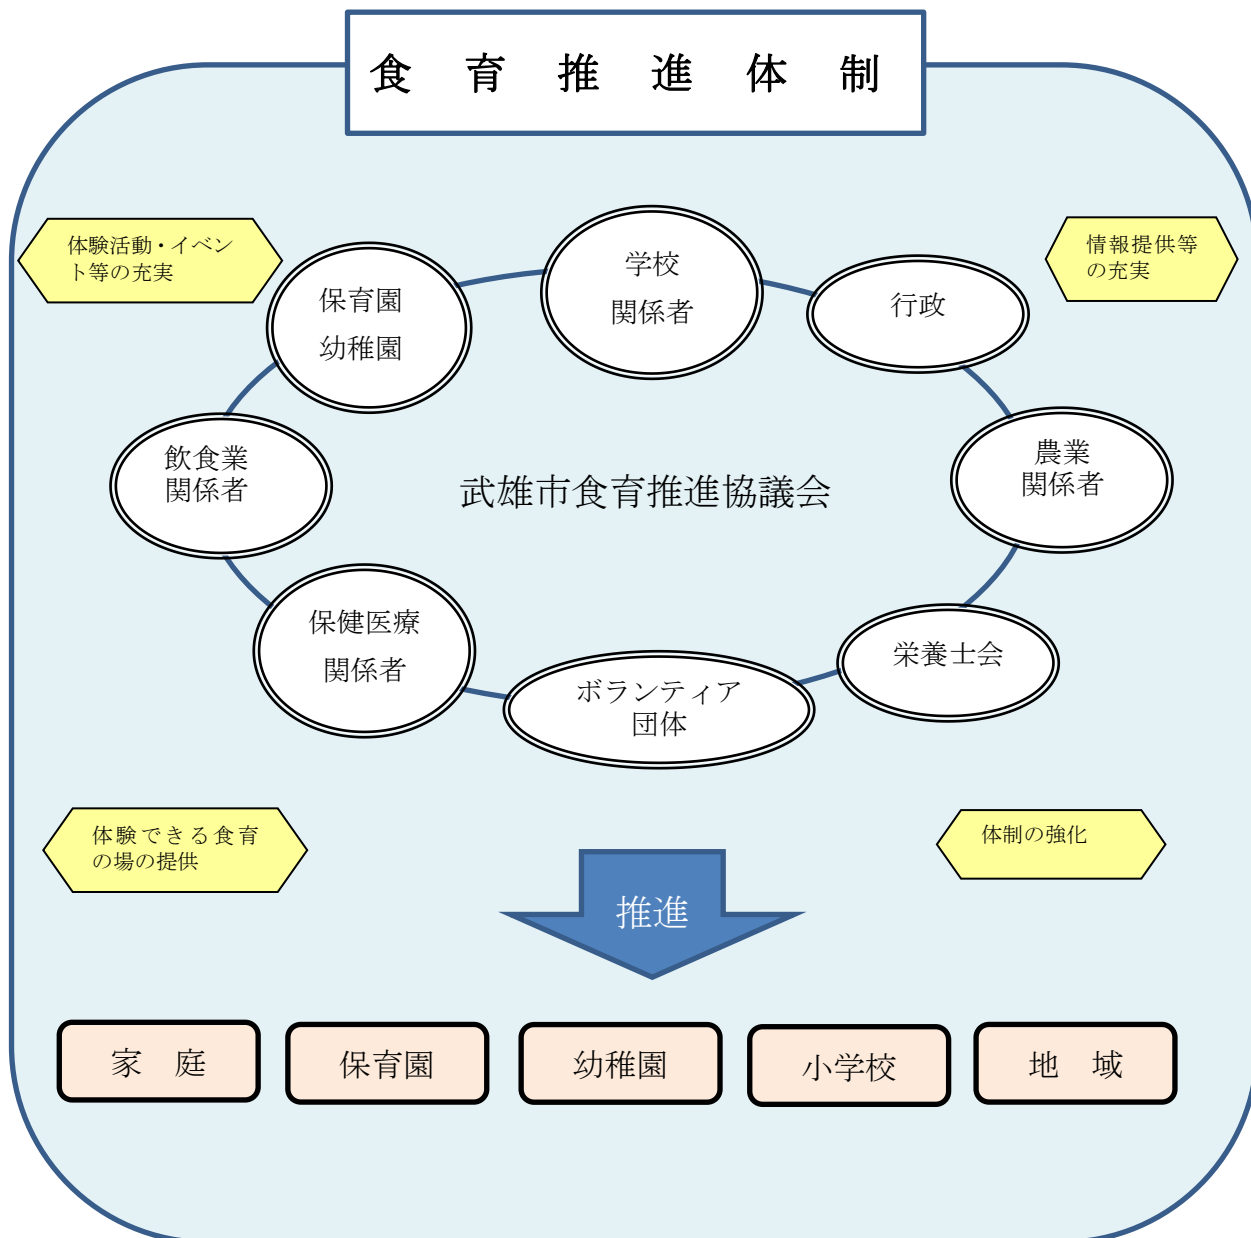 食 育 推 進 体 制
体験活動・イベン
ト等の充実
情報提供等
の充実
保育園
幼稚園
学校
関係者
行政
飲食業
関係者
武雄市食育推進協議会
農業
関係者
保健医療
関係者
ボランティア
団体
栄養士会
体験できる食育
の場の提供
体制の強化
推進
家 庭
保育園
幼稚園
小学校
地 域